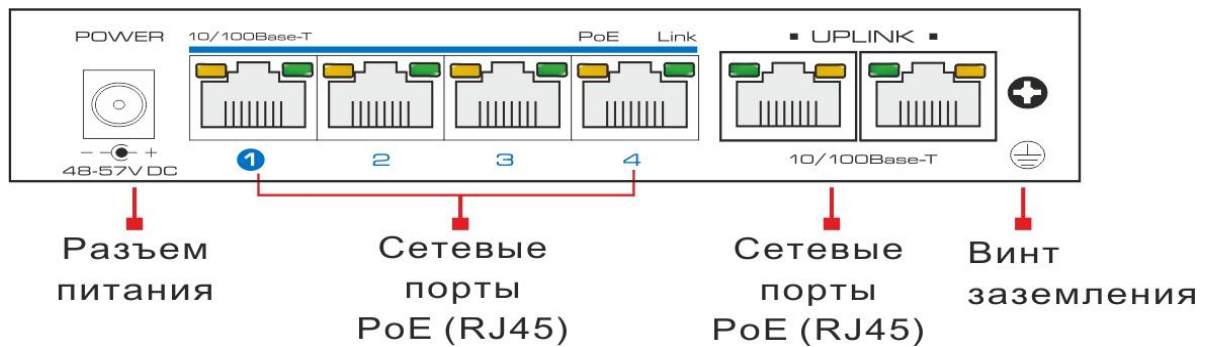 POWER
10/100Base-T
PoE Link
▪ UPLINK ▪
- - + 
48-57V DC
1
2
3
4
10/100Base-T
Разъем
питания
Сетевые
порты
PoE (RJ45)
Сетевые
порты
PoE (RJ45)
Винт
заземления